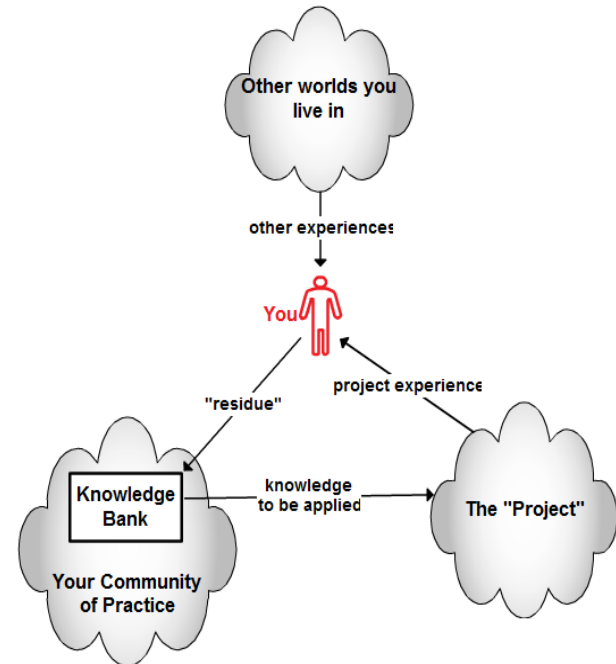 Other worlds you
live in
other experiences
You
"residue"
project experience
Knowledge
Bank
knowledge
to be applied
The "Project"
Your Community
of Practice